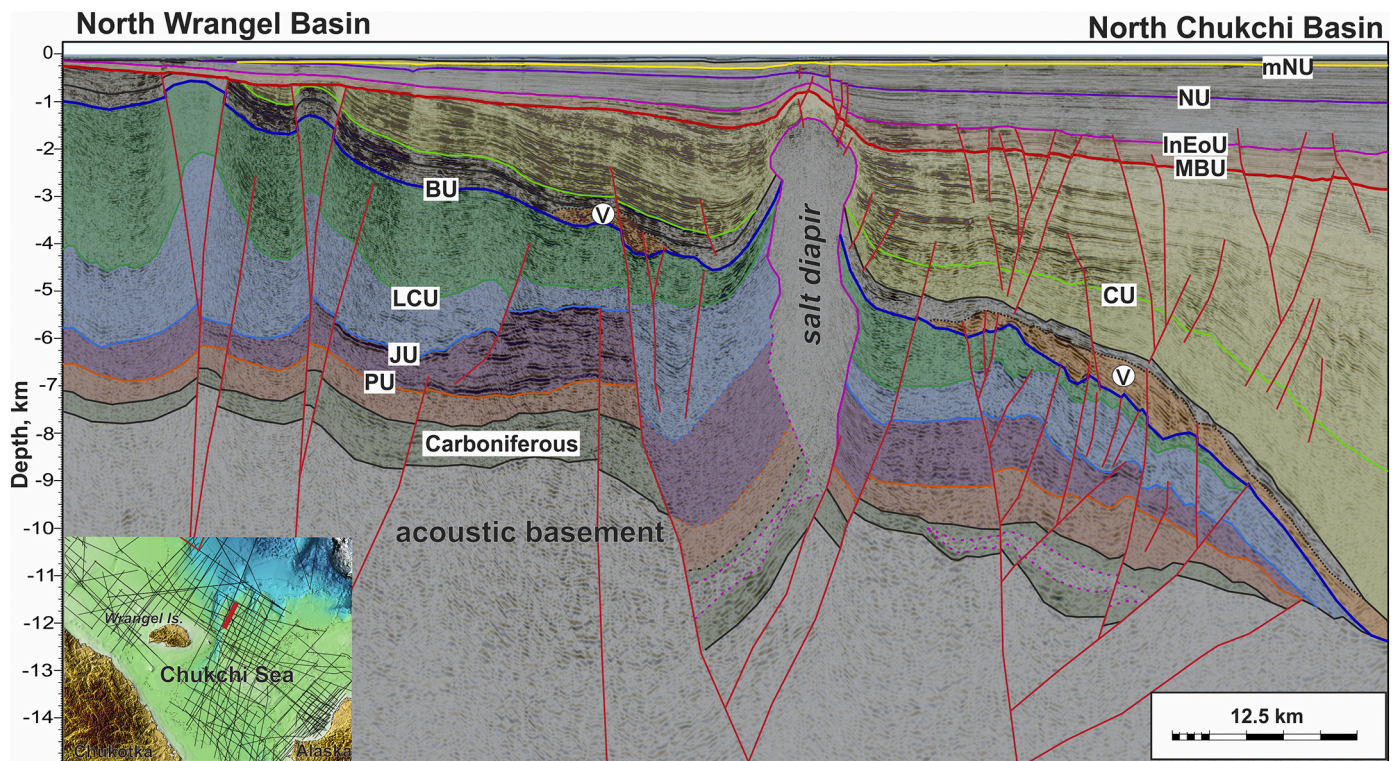 North Wrangel Basin
North Chukchi Basin
0
mNU
-1
NU
InEoU
-2
MBU
BU
-3
V
-4
salt diapir
-5
LCU
CU
-6
JU
PU
V
-7
-8
Carboniferous
Depth, km
-9
-10
acoustic basement
-11
Wrangel Is.
-12
Chukchi Sea
-13
-14
12.5 km
Chukotka
Alaska